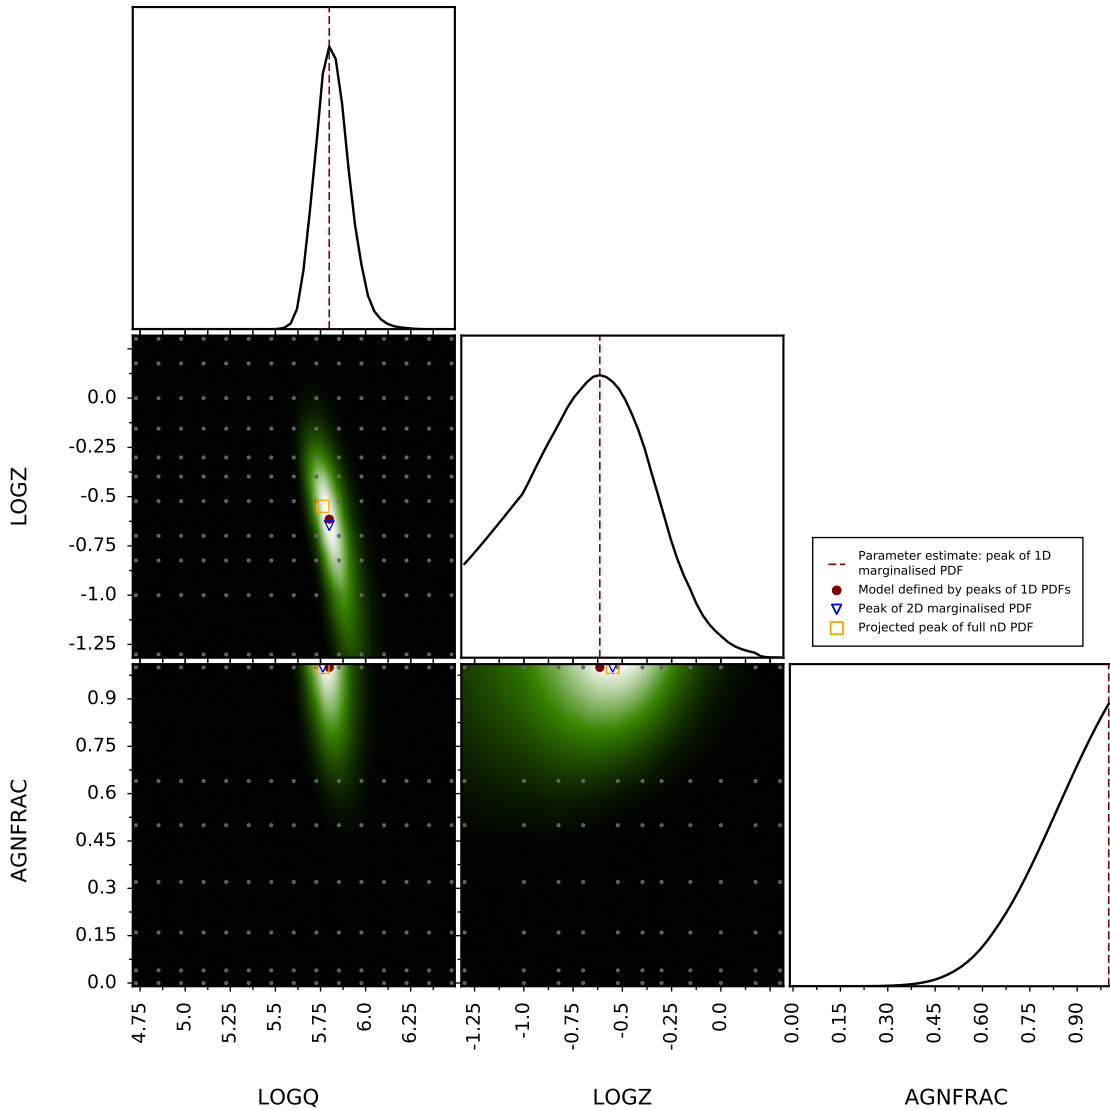 LOGZ
0.0
-0.25
-0.5
-0.75
-1.0
-1.25
Parameter estimate: peak of 1D
marginalised PDF
Model defined by peaks of 1D PDFs
Peak of 2D marginalised PDF
Projected peak of full nD PDF
AGNFRAC
0.9
0.75
0.6
0.45
0.3
0.15
0.0
4.75 5.0 5.25 5.5 5.75 6.0 6.25
-1.25 -1.0 -0.75 -0.5 -0.25 0.0
0.00 0.15 0.30 0.45 0.60 0.75 0.90
LOGQ LOGZ AGNFRAC